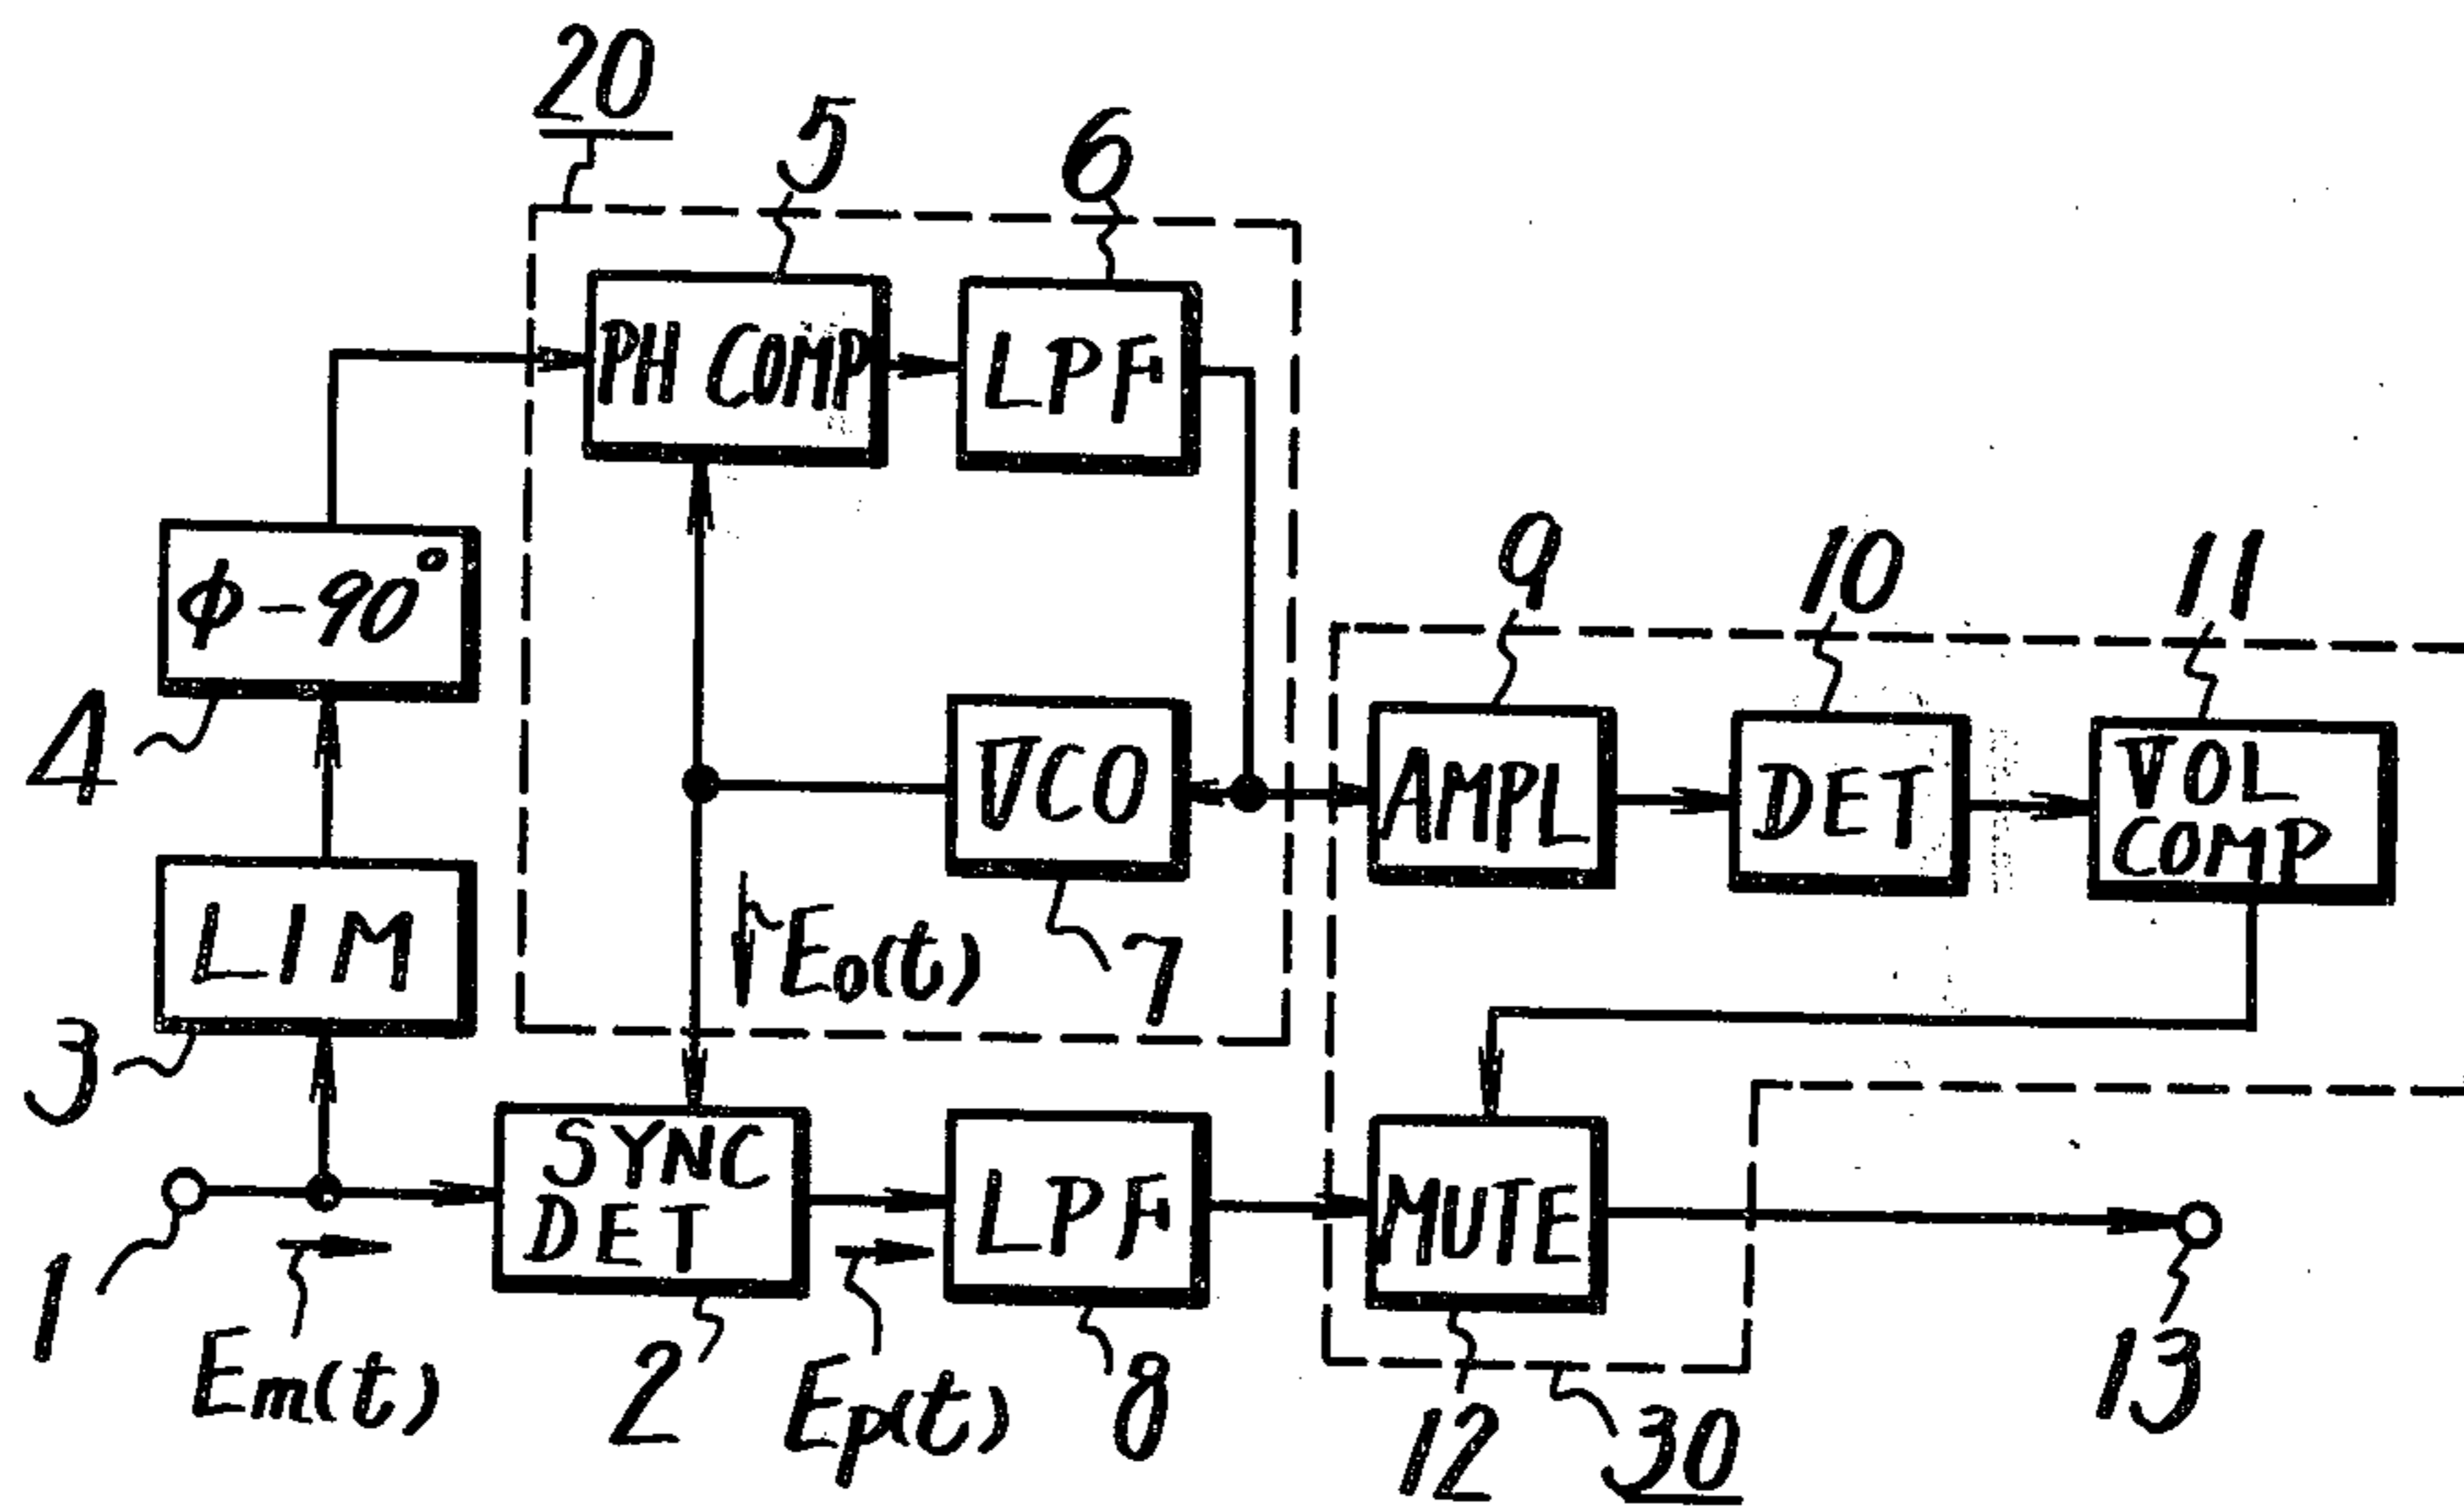 20
5
6
PH COMP
LPF
φ-90°
4
9
10
11
VCO
AMPL
DET
VOL
COMP
LIM
Eo(t)
7
3
SYNC
DET
LPF
MUTE
1
Em(t)
2
Ep(t)
8
12
30
13